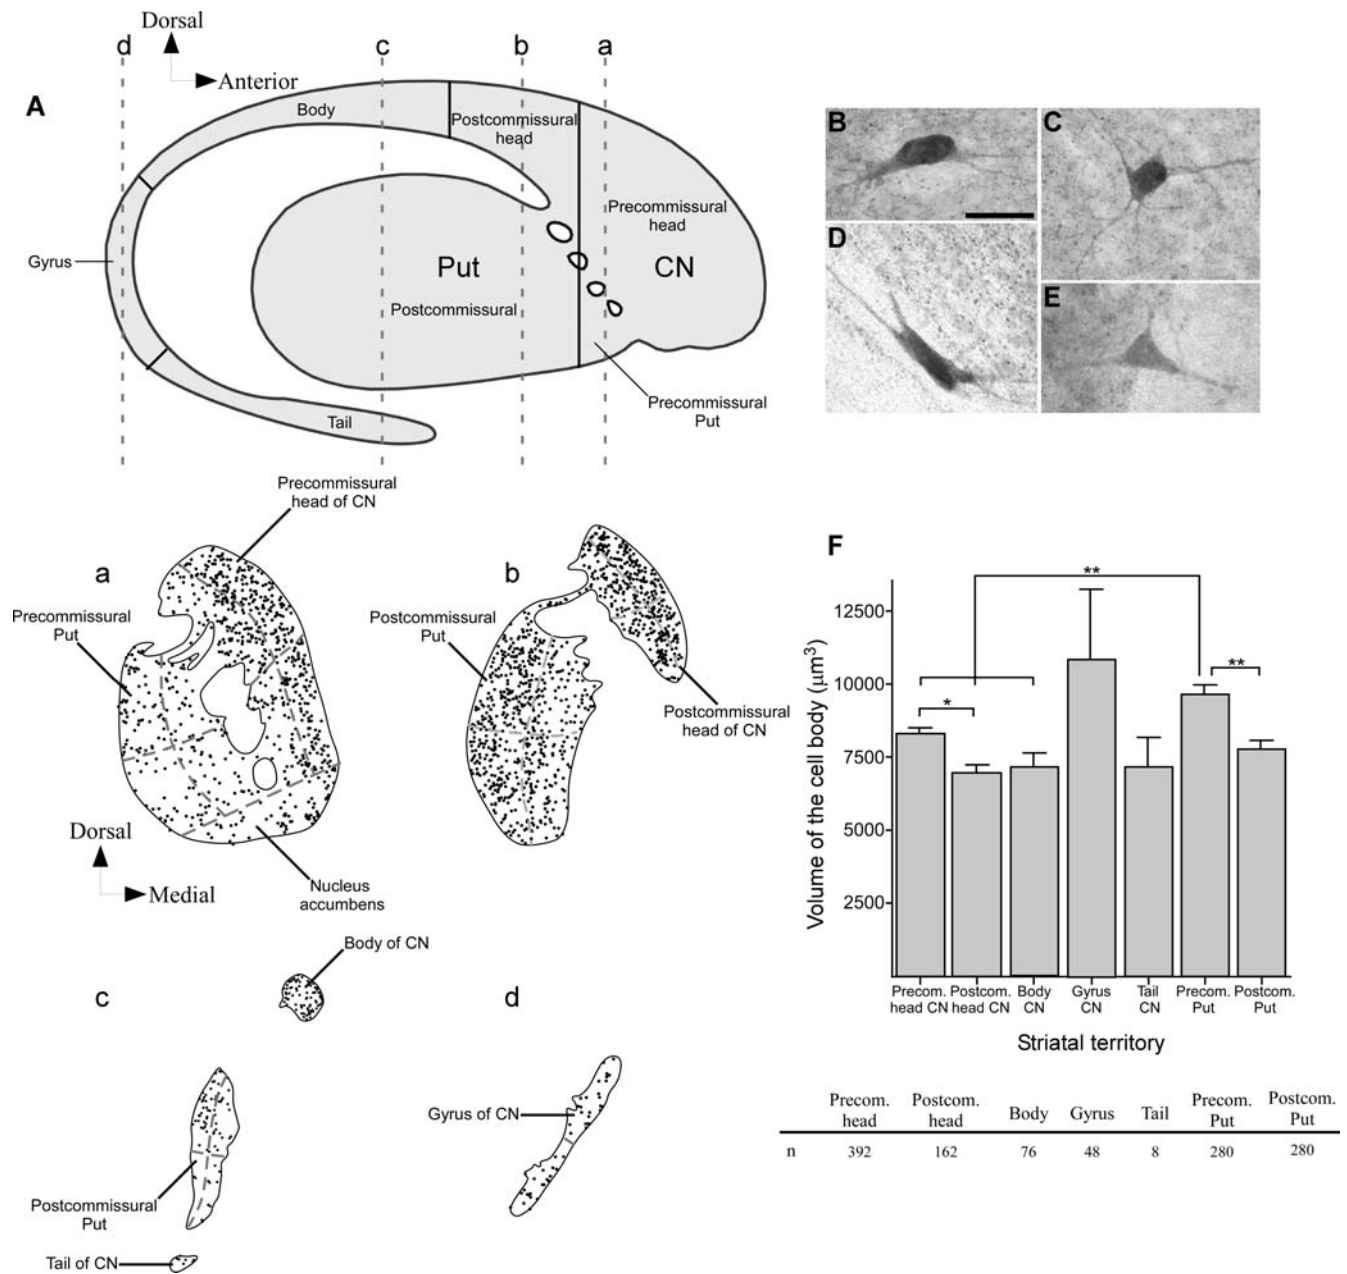 Dorsal
d
c
b
a
Anterior
A
Body
Postcommissural
head
Precommissural
head
Gyrus
Put
CN
Postcommissural
Precommissural
Put
Tail
B
C
D
E
Precommissural
head of CN
a
Precommissural
Put
Dorsal
Medial
Nucleus
accumbens
b
Postcommissural
Put
Postcommissural
head of CN
Body of CN
c
Postcommissural
Put
Tail of CN
d
Gyrus of CN
F
**
**
*
12500
10000
7500
5000
2500
Volume of the cell body (μm³)
Precom. Postcom. Body Gyrus Tail Precom. Postcom.
head CN head CN CN CN CN Put Put
Striatal territory
Precom. Postcom. Body Gyrus Tail Precom. Postcom.
head head Put Put
n 392 162 76 48 8 280 280